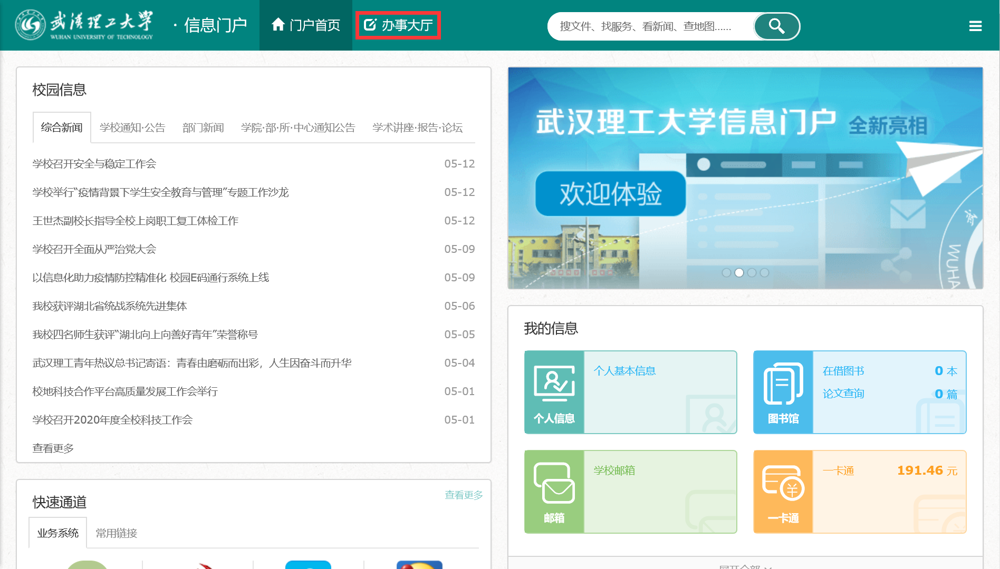 武汉理工大学
WUHAN UNIVERSITY OF TECHNOLOGY
· 信息门户
门户首页
办事大厅
搜文件、找服务、看新闻、查地图......
校园信息
综合新闻 学校通知·公告 部门新闻 学院·部·所·中心通知公告 学术讲座·报告·论坛
学校召开安全与稳定工作会 05-12
学校举行“疫情背景下学生安全教育与管理”专题工作沙龙 05-12
王世杰副校长指导全校上岗职工复工体检工作 05-12
学校召开全面从严治党大会 05-09
以信息化助力疫情防控精准化 校园E码通行系统上线 05-09
我校获评湖北省统战系统先进集体 05-06
我校四名师生获评“湖北向上向善好青年”荣誉称号 05-05
武汉理工青年热议总书记寄语：青春由磨砺而出彩，人生因奋斗而升华 05-04
校地科技合作平台高质量发展工作会举行 05-01
学校召开2020年度全校科技工作会 05-01
查看更多
快速通道
查看更多
业务系统 常用链接
武汉理工大学信息门户 全新亮相
欢迎体验
WUHA
我的信息
个人信息
个人基本信息
图书馆
在借图书 0 本
论文查询 0 篇
邮箱
学校邮箱
一卡通
一卡通 191.46 元
展开全部